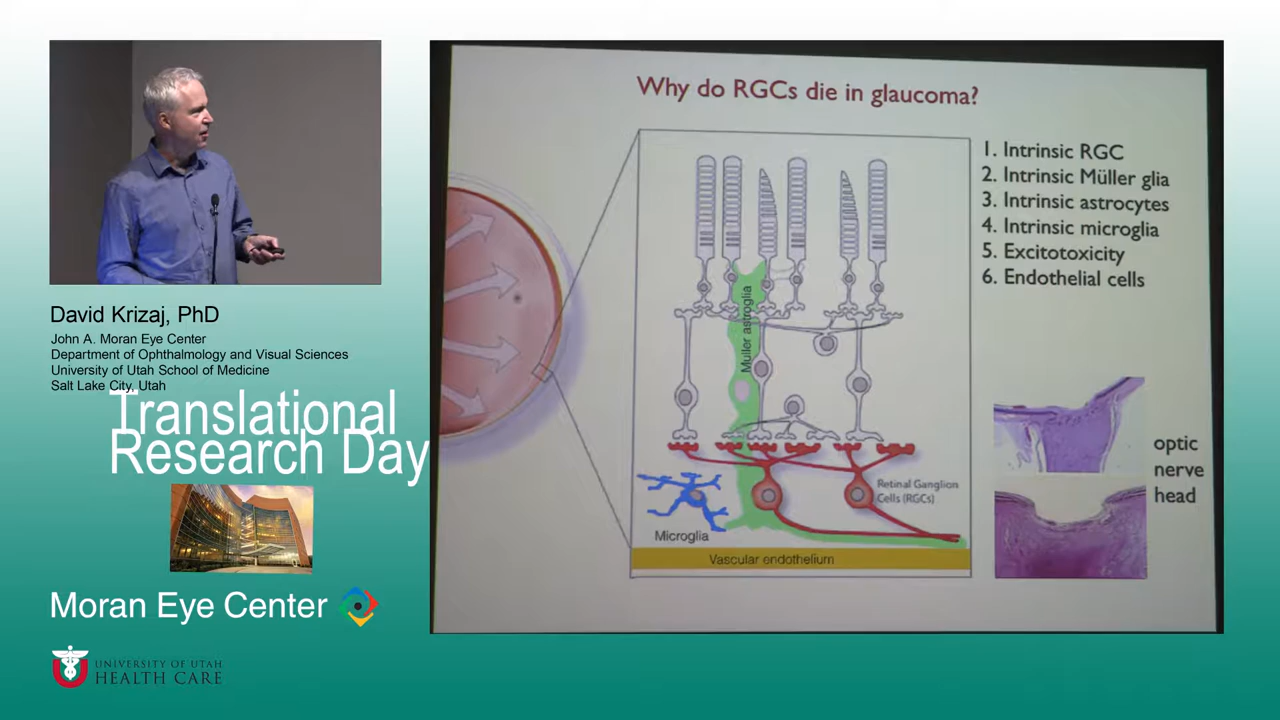 David Krizaj, PhD
John A. Moran Eye Center
Department of Ophthalmology and Visual Sciences
University of Utah School of Medicine
Salt Lake City, Utah
Translational
Research Day
Moran Eye Center
UNIVERSITY OF UTAH
HEALTH CARE
Why do RGCs die in glaucoma?
1. Intrinsic RGC
2. Intrinsic Müller glia
3. Intrinsic astrocytes
4. Intrinsic microglia
5. Excitotoxicity
6. Endothelial cells
Muller astroglia
Retinal Ganglion
Cells (RGCs)
Microglia
Vascular endothelium
optic
nerve
head